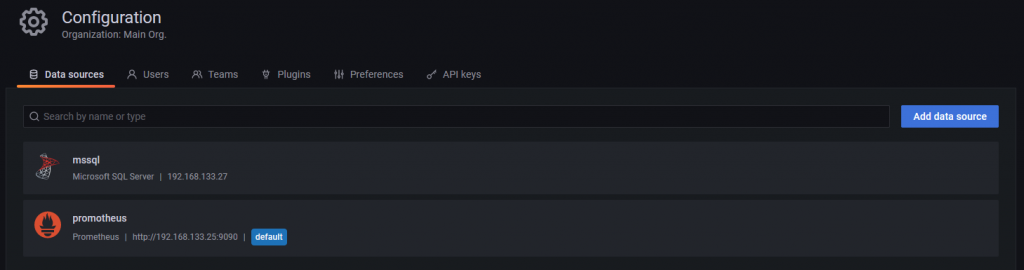 Configuration
Organization: Main Org.
Data sources Users Teams Plugins Preferences API keys
Search by name or type Add data source
mssql
Microsoft SQL Server | 192.168.133.27
promotheus
Prometheus | http://192.168.133.25:9090 | default